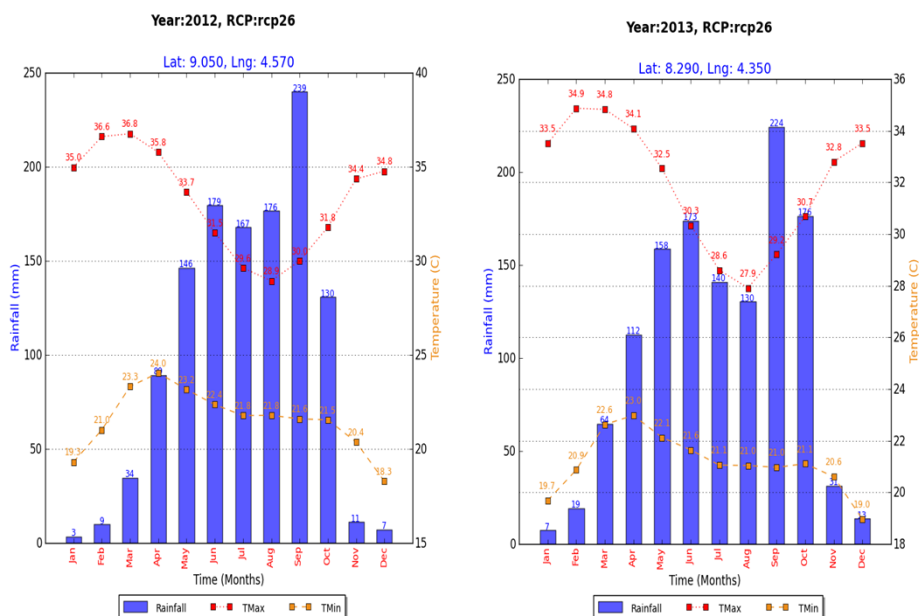 Year:2012, RCP:rcp26
Lat: 9.050, Lng: 4.570
Rainfall (mm)
250
200
150
100
50
0
40
35
30
25
20
15
Temperature (C)
35.0 36.6 36.8 35.8 33.7 31.5 29.6 28.9 30.0 31.8 34.4 34.8
19.3 21.0 23.3 24.0 23.2 22.4 21.8 21.8 21.6 21.5 20.4 18.3
3 9 34 89 146 179 167 176 239 130 11 7
Jan Feb Mar Apr May Jun Jul Aug Sep Oct Nov Dec
Time (Months)
Rainfall TMax TMin
Year:2013, RCP:rcp26
Lat: 8.290, Lng: 4.350
Rainfall (mm)
250
200
150
100
50
0
36
34
32
30
28
26
24
22
20
18
Temperature (C)
33.5 34.9 34.8 34.1 32.5 30.3 28.6 27.9 29.2 30.7 32.8 33.5
19.7 20.9 22.6 23.0 22.1 21.6 21.1 21.0 21.0 21.1 20.6 19.0
7 19 64 112 158 173 140 130 224 176 31 13
Jan Feb Mar Apr May Jun Jul Aug Sep Oct Nov Dec
Time (Months)
Rainfall TMax TMin